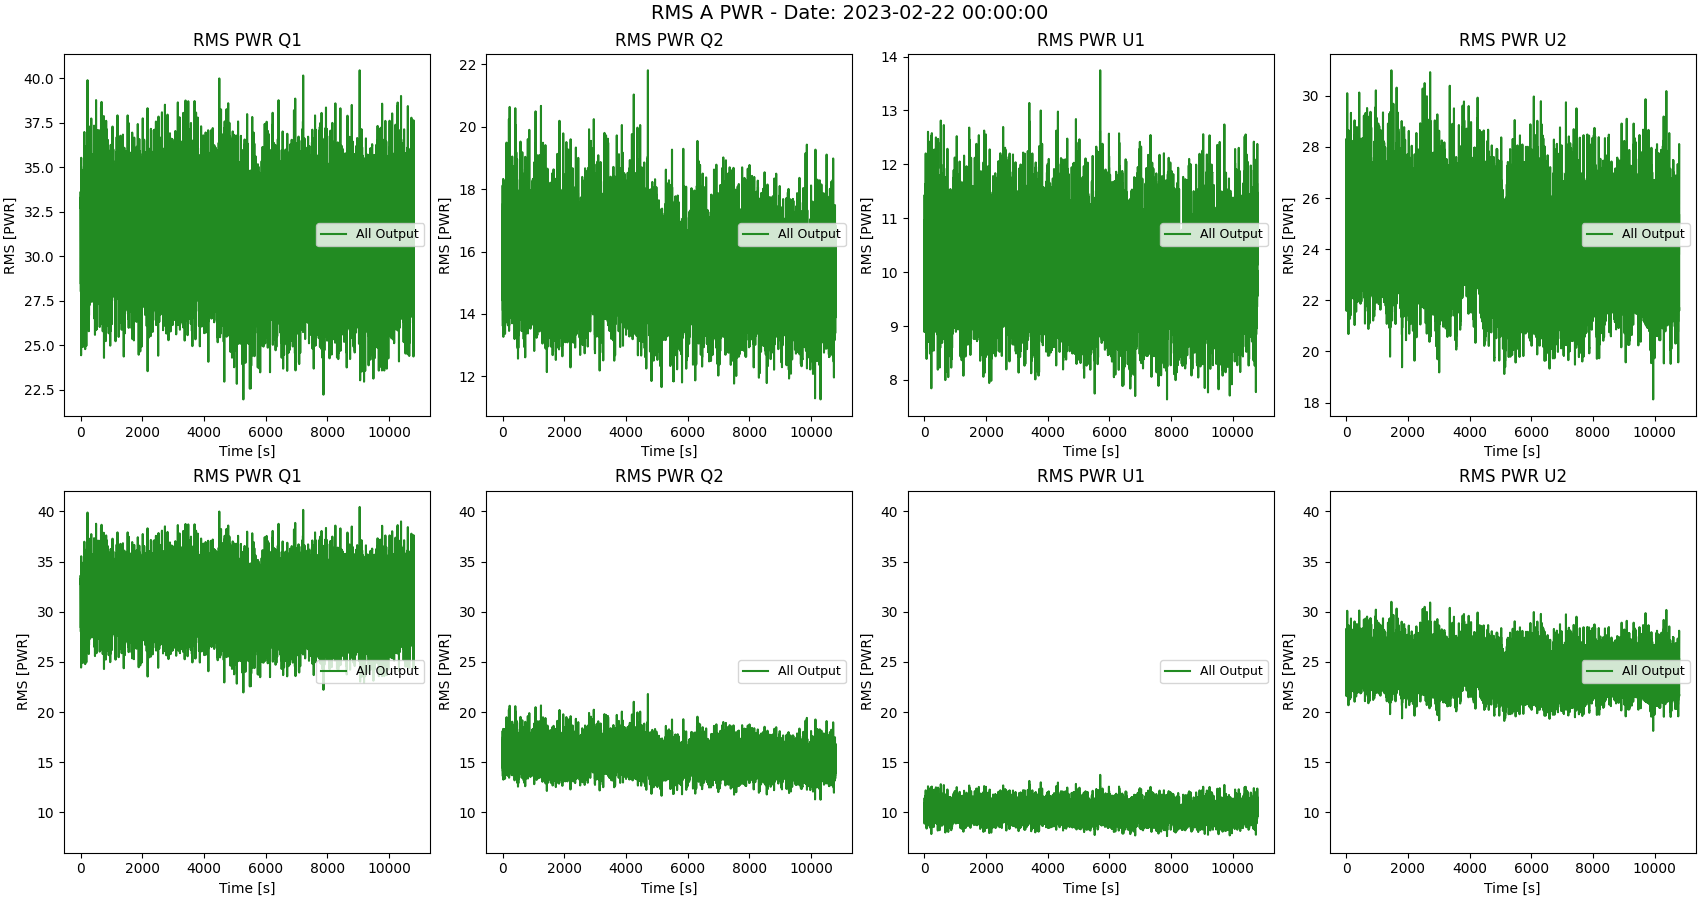 RMS A PWR - Date: 2023-02-22 00:00:00
RMS PWR Q1
RMS PWR Q2
RMS PWR U1
RMS PWR U2
RMS [PWR]
40.0
37.5
35.0
32.5
30.0
27.5
25.0
22.5
All Output
0 2000 4000 6000 8000 10000
Time [s]
RMS [PWR]
22
20
18
16
14
12
All Output
0 2000 4000 6000 8000 10000
Time [s]
RMS [PWR]
14
13
12
11
10
9
8
All Output
0 2000 4000 6000 8000 10000
Time [s]
RMS [PWR]
30
28
26
24
22
20
18
All Output
0 2000 4000 6000 8000 10000
Time [s]
RMS PWR Q1
RMS PWR Q2
RMS PWR U1
RMS PWR U2
RMS [PWR]
40
35
30
25
20
15
10
All Output
0 2000 4000 6000 8000 10000
Time [s]
RMS [PWR]
40
35
30
25
20
15
10
All Output
0 2000 4000 6000 8000 10000
Time [s]
RMS [PWR]
40
35
30
25
20
15
10
All Output
0 2000 4000 6000 8000 10000
Time [s]
RMS [PWR]
40
35
30
25
20
15
10
All Output
0 2000 4000 6000 8000 10000
Time [s]